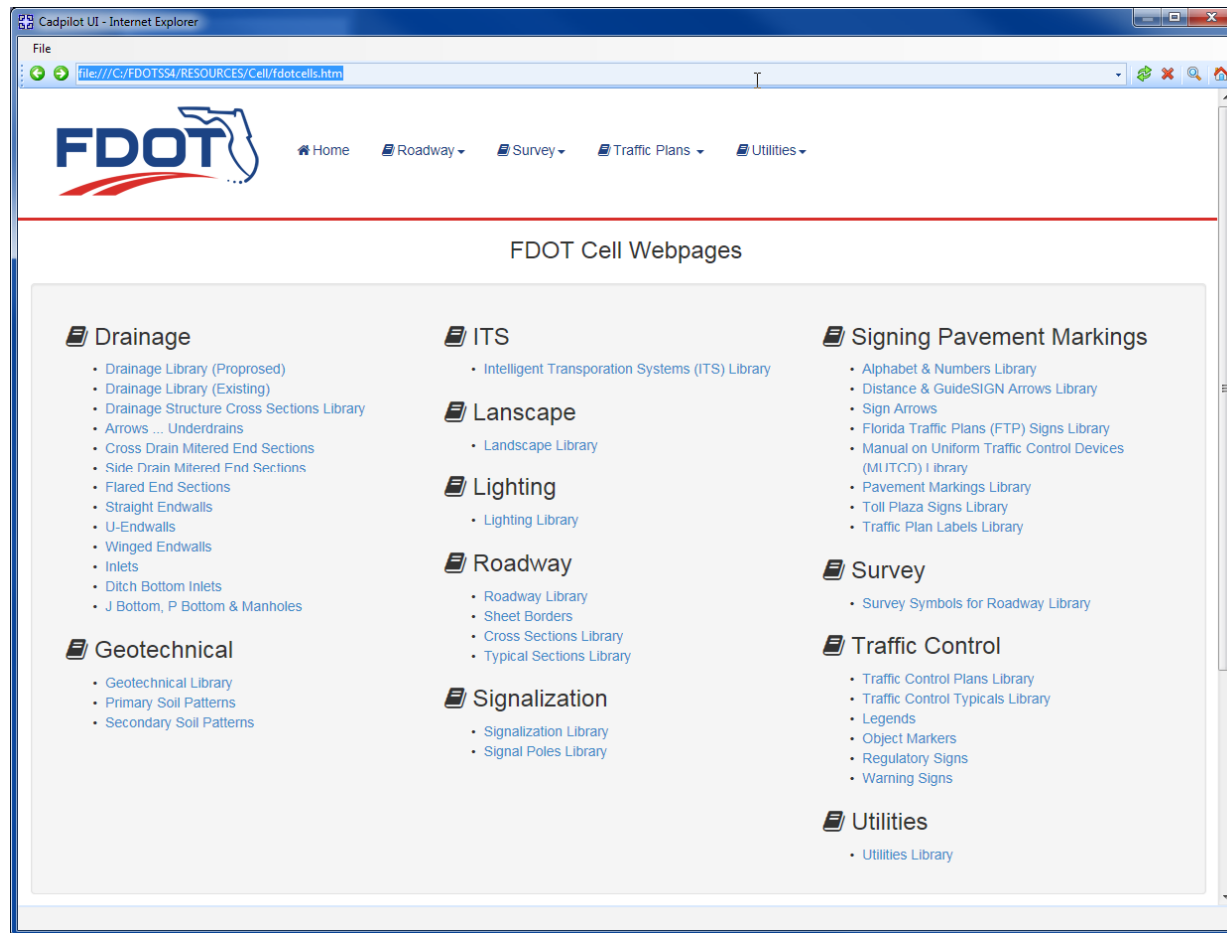 Cadpilot UI - Internet Explorer
File
file:///C:/FDOTSS4/RESOURCES/Cell/fdotcells.htm
FDOT
Home Roadway Survey Traffic Plans Utilities
FDOT Cell Webpages
Drainage
Drainage Library (Proprosed)
Drainage Library (Existing)
Drainage Structure Cross Sections Library
Arrows ... Underdrains
Cross Drain Mitered End Sections
Side Drain Mitered End Sections
Flared End Sections
Straight Endwalls
U-Endwalls
Winged Endwalls
Inlets
Ditch Bottom Inlets
J Bottom, P Bottom & Manholes
Geotechnical
Geotechnical Library
Primary Soil Patterns
Secondary Soil Patterns
ITS
Intelligent Transporation Systems (ITS) Library
Lanscape
Landscape Library
Lighting
Lighting Library
Roadway
Roadway Library
Sheet Borders
Cross Sections Library
Typical Sections Library
Signalization
Signalization Library
Signal Poles Library
Signing Pavement Markings
Alphabet & Numbers Library
Distance & GuideSIGN Arrows Library
Sign Arrows
Florida Traffic Plans (FTP) Signs Library
Manual on Uniform Traffic Control Devices
(MUTCD) Library
Pavement Markings Library
Toll Plaza Signs Library
Traffic Plan Labels Library
Survey
Survey Symbols for Roadway Library
Traffic Control
Traffic Control Plans Library
Traffic Control Typicals Library
Legends
Object Markers
Regulatory Signs
Warning Signs
Utilities
Utilities Library